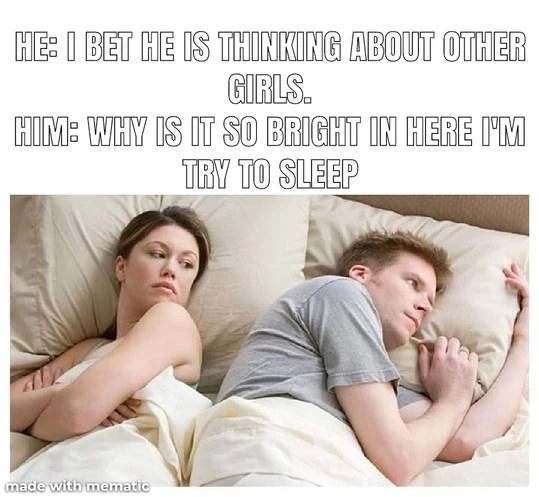 HE: I BET HE IS THINKING ABOUT OTHER
GIRLS.
HIM: WHY IS IT SO BRIGHT IN HERE I'M
TRY TO SLEEP
made with mematic